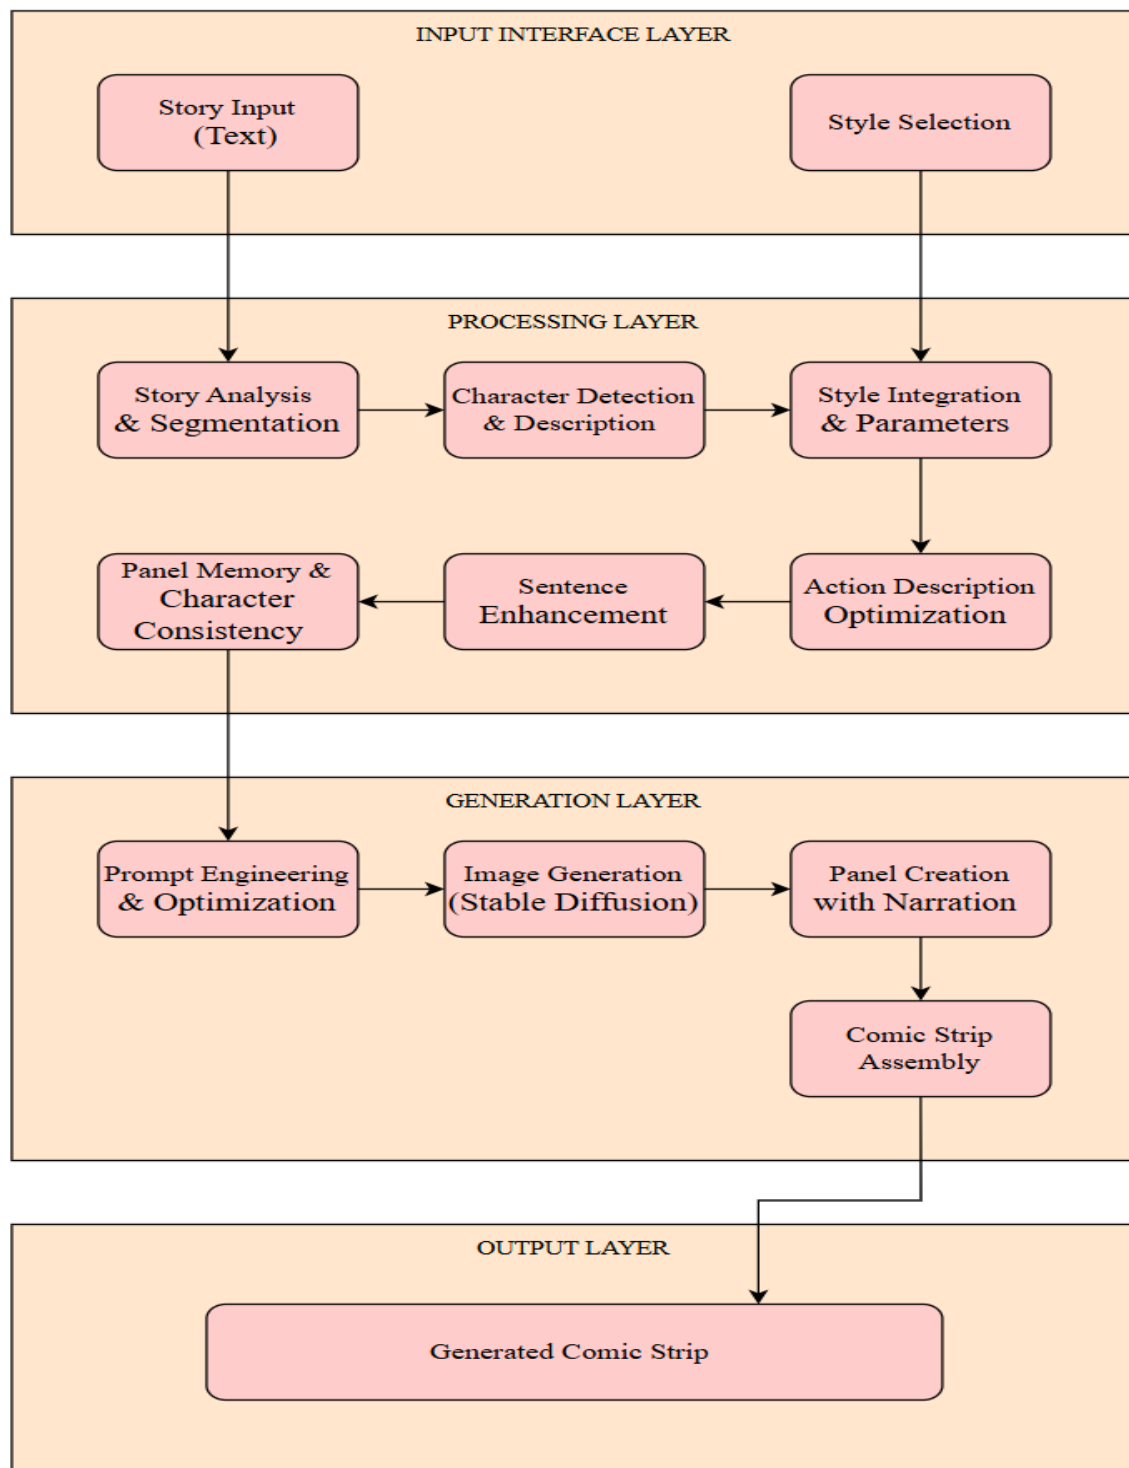 INPUT INTERFACE LAYER
Story Input
(Text)
Style Selection
PROCESSING LAYER
Story Analysis
& Segmentation
Character Detection
& Description
Style Integration
& Parameters
Panel Memory &
Character
Consistency
Sentence
Enhancement
Action Description
Optimization
GENERATION LAYER
Prompt Engineering
& Optimization
Image Generation
(Stable Diffusion)
Panel Creation
with Narration
Comic Strip
Assembly
OUTPUT LAYER
Generated Comic Strip